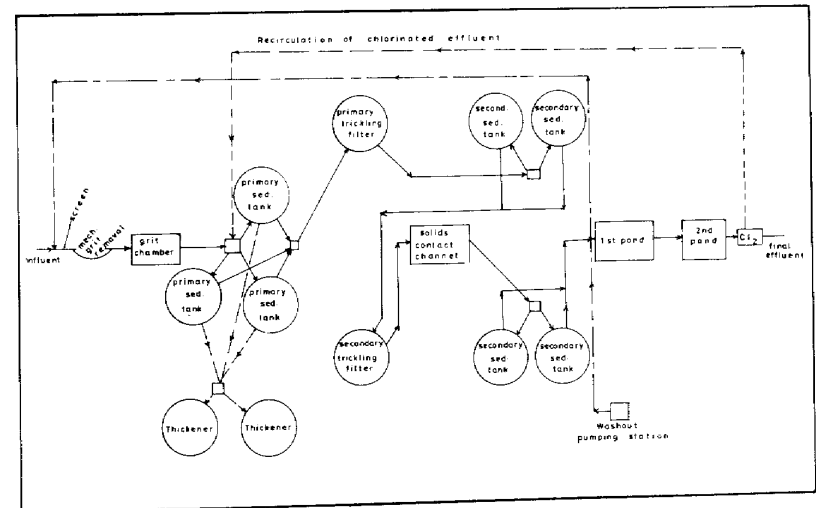 Recirculation of chlorinated effluent
primary
trickling
filter
second.
sed.
tank
secondary
sed.
tank
primary
sed.
tank
screen
mech
grit
removal
grit
chamber
influent
primary
sed.
tank
primary
sed.
tank
solids
contact
channel
1st pond
2nd
pond
Cl2
final
effluent
secondary
trickling
filter
secondary
sed.
tank
secondary
sed.
tank
Thickener
Thickener
Washout
pumping station